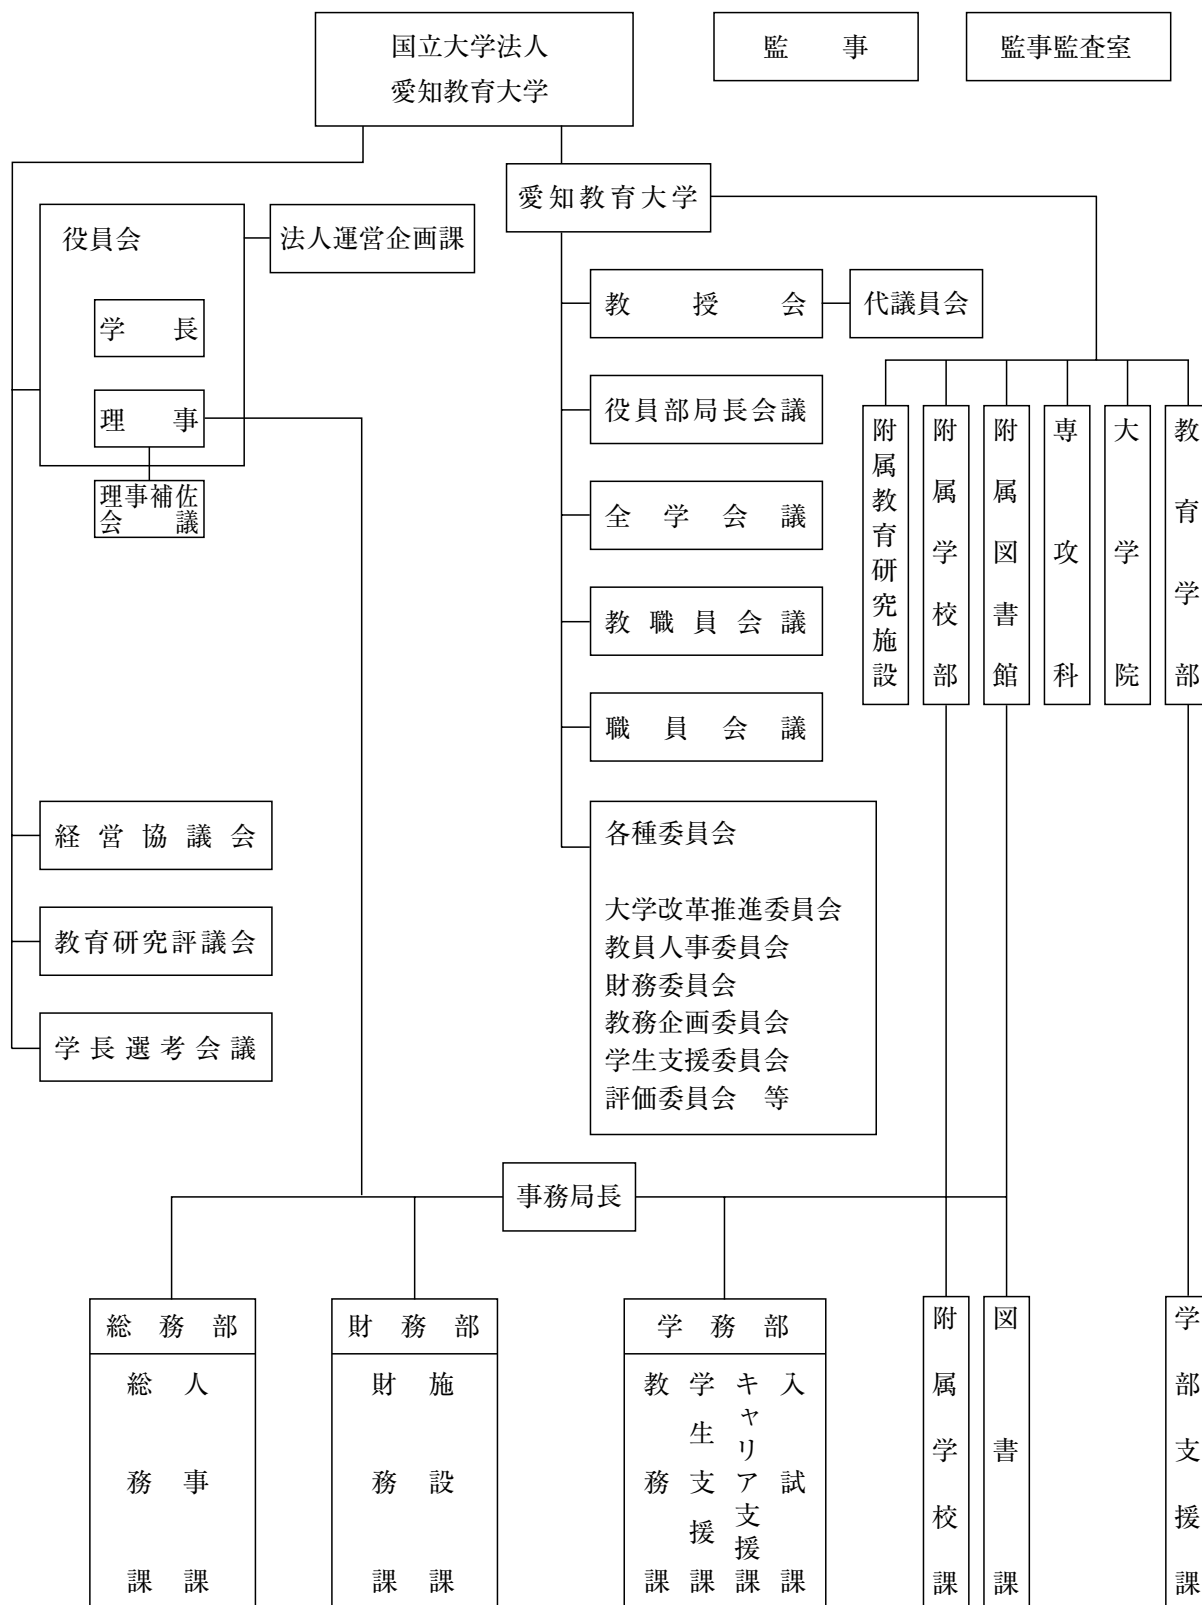 国立大学法人
愛知教育大学
監　事
監事監査室
愛知教育大学
役員会
法人運営企画課
学　長
理　事
理事補佐
会　議
教　授　会
代議員会
役員部局長会議
全学会議
教職員会議
職員会議
附属教育研究施設
附属学校部
附属図書館
専攻科
大学院
教育学部
各種委員会
大学改革推進委員会
教員人事委員会
財務委員会
教務企画委員会
学生支援委員会
評価委員会　等
経営協議会
教育研究評議会
学長選考会議
事務局長
総務部
総務課
人事課
財務部
財務課
施設課
学務部
教務課
学生支援課
キャリア支援課
入試課
附属学校課
図書課
学部支援課